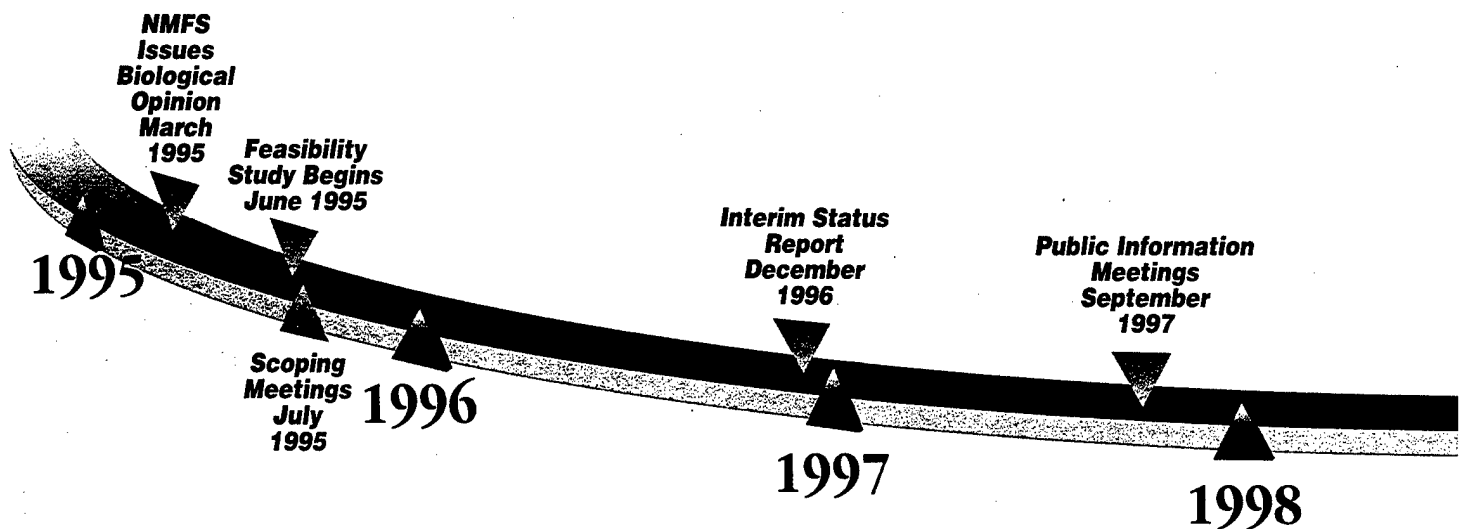 NMFS
Issues
Biological
Opinion
March
1995
Feasibility
Study Begins
June 1995
1995
Scoping
Meetings
July
1995
1996
Interim Status
Report
December
1996
1997
Public Information
Meetings
September
1997
1998